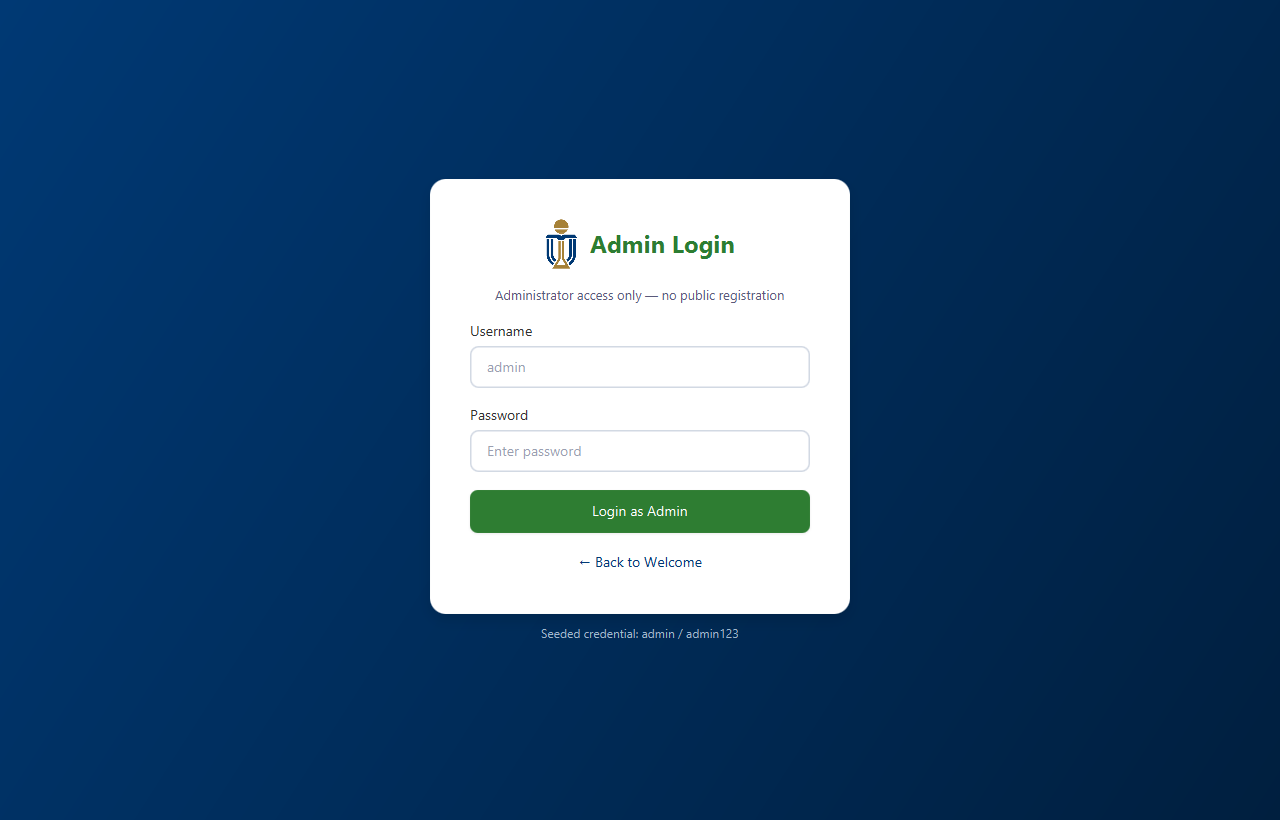 Admin Login
Administrator access only — no public registration
Username
admin
Password
Enter password
Login as Admin
← Back to Welcome
Seeded credential: admin / admin123